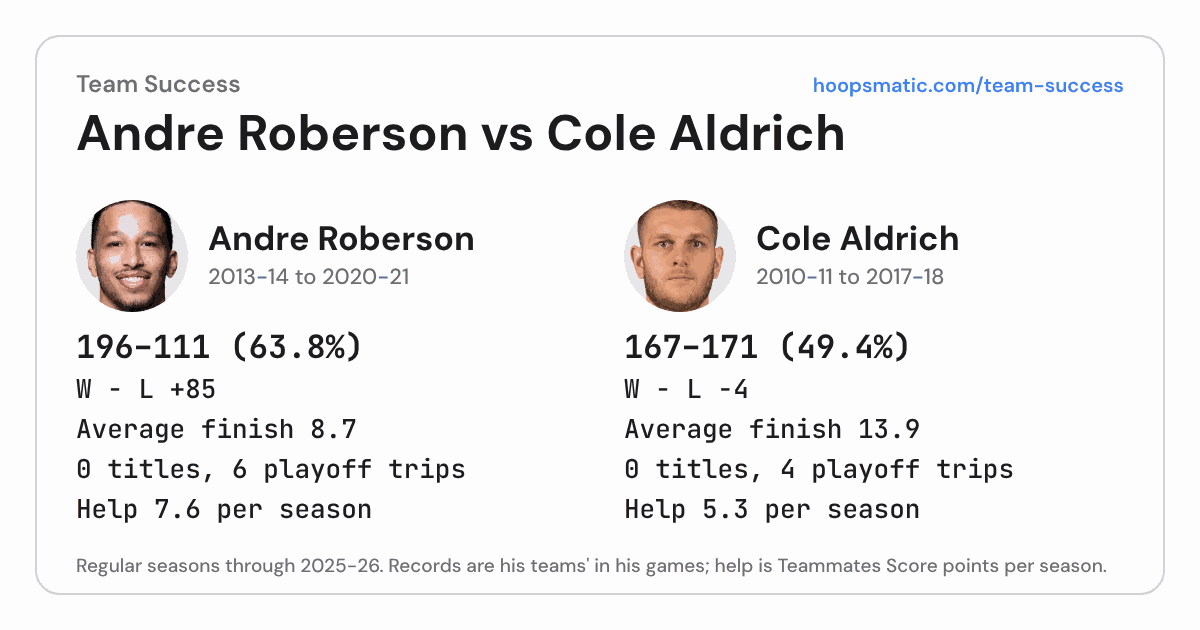 Team Success
hoopsmatic.com/team-success
Andre Roberson vs Cole Aldrich
Andre Roberson
2013-14 to 2020-21
196-111 (63.8%)
W - L +85
Average finish 8.7
0 titles, 6 playoff trips
Help 7.6 per season
Cole Aldrich
2010-11 to 2017-18
167-171 (49.4%)
W - L -4
Average finish 13.9
0 titles, 4 playoff trips
Help 5.3 per season
Regular seasons through 2025-26. Records are his teams' in his games; help is Teammates Score points per season.